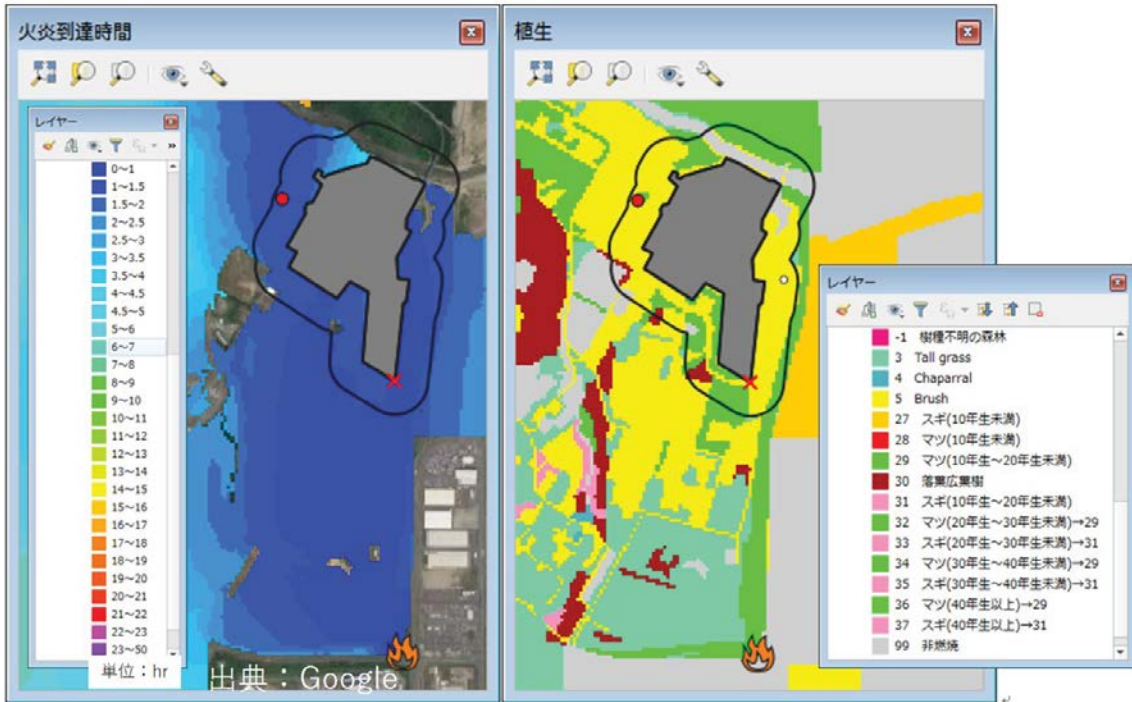 火炎到達時間
レイヤー
»
0～1
1～1.5
1.5～2
2～2.5
2.5～3
3～3.5
3.5～4
4～4.5
4.5～5
5～6
6～7
7～8
8～9
9～10
10～11
11～12
12～13
13～14
14～15
15～16
16～17
17～18
18～19
19～20
20～21
21～22
22～23
23～50
単位：hr
出典：Google
植生
レイヤー
-1 樹種不明の森林
3 Tall grass
4 Chaparral
5 Brush
27 スギ(10年生未満)
28 マツ(10年生未満)
29 マツ(10年生～20年生未満)
30 落葉広葉樹
31 スギ(10年生～20年生未満)
32 マツ(20年生～30年生未満)→29
33 スギ(20年生～30年生未満)→31
34 マツ(30年生～40年生未満)→29
35 スギ(30年生～40年生未満)→31
36 マツ(40年生以上)→29
37 スギ(40年生以上)→31
99 非燃焼